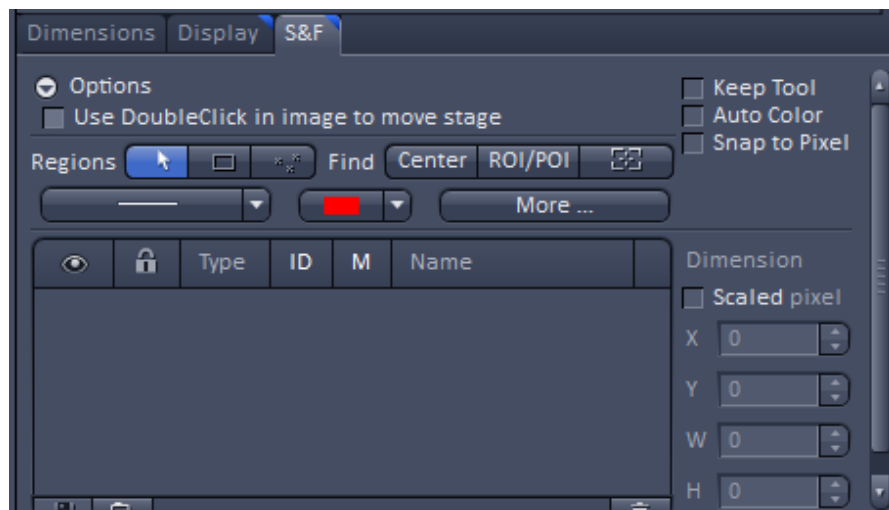 Dimensions Display S&F
Options
Use DoubleClick in image to move stage
Keep Tool
Auto Color
Snap to Pixel
Regions Find Center ROI/POI
More ...
Type ID M Name
Dimension
Scaled pixel
X 0
Y 0
W 0
H 0